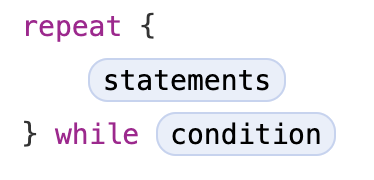 repeat {
statements
} while condition